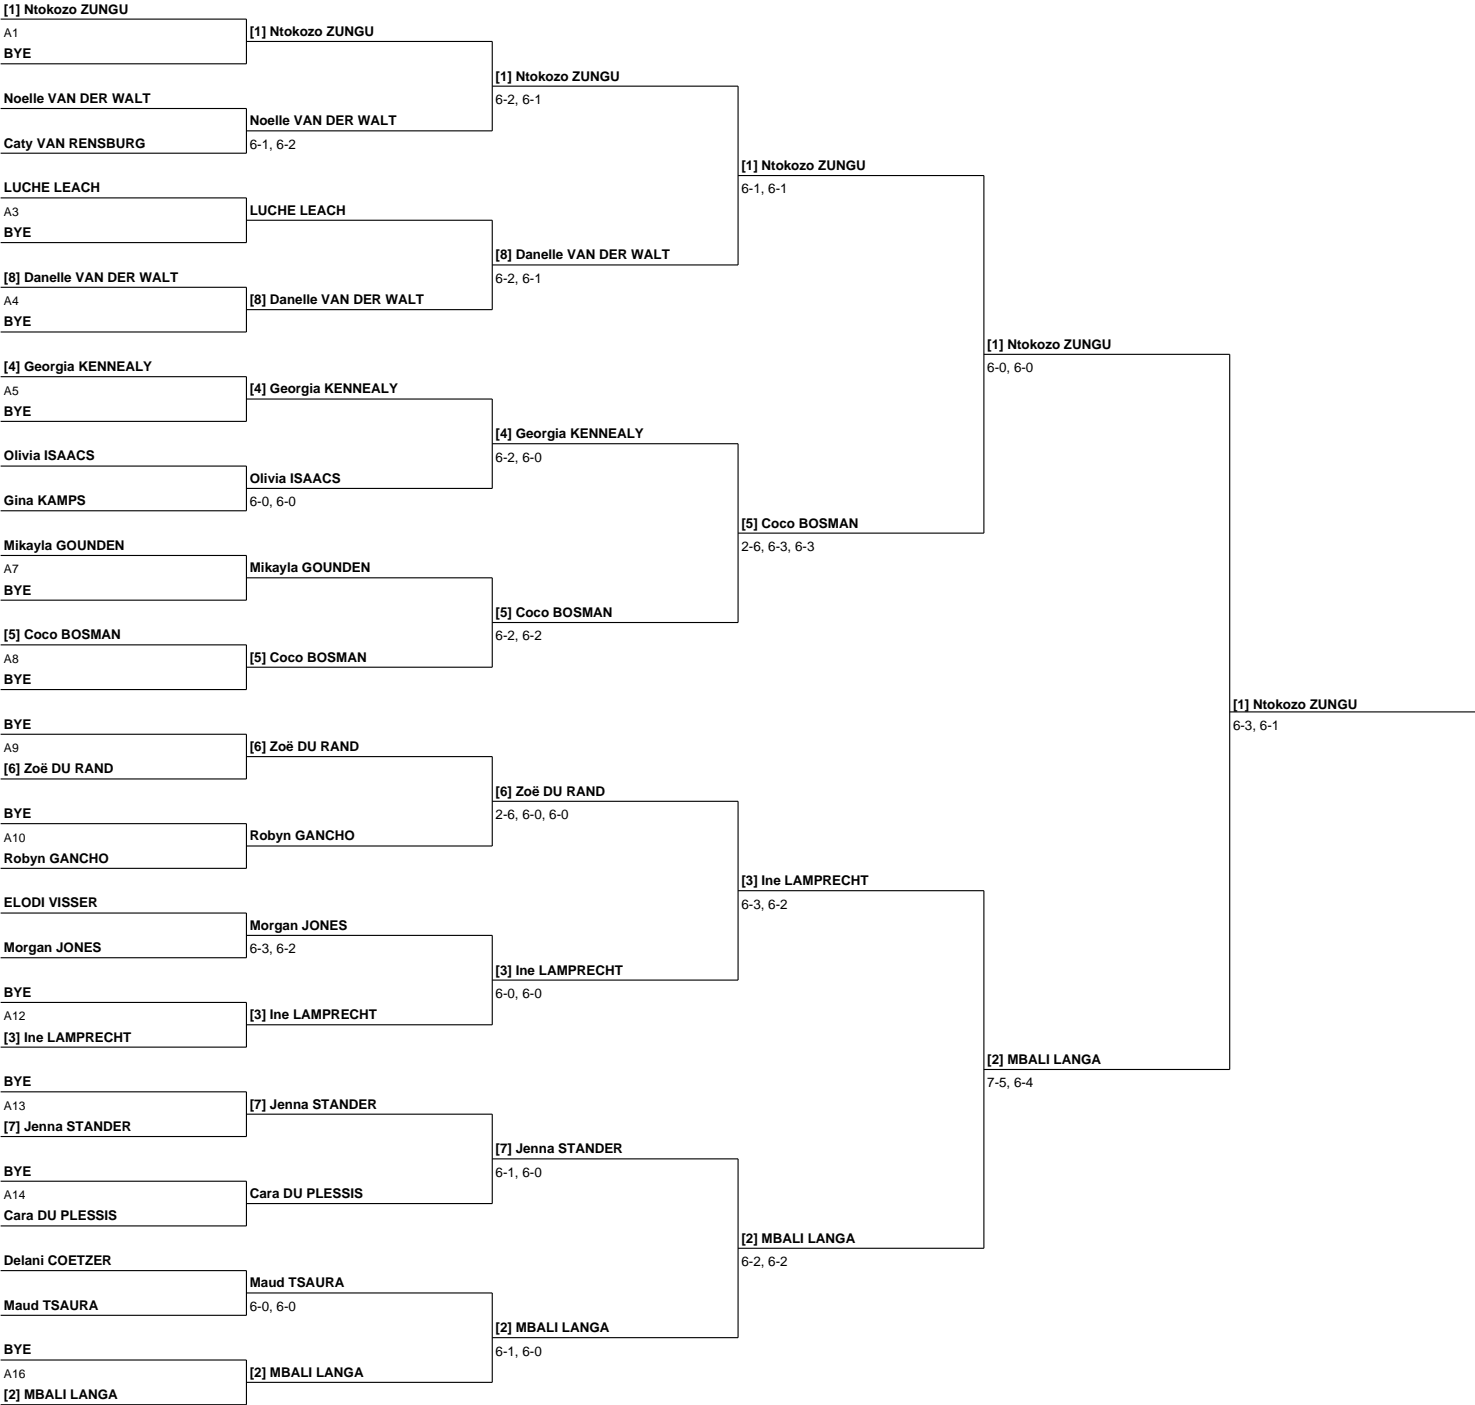 [1] Ntokozo ZUNGU
A1
BYE
Noelle VAN DER WALT
Caty VAN RENSBURG
LUCHE LEACH
A3
BYE
[8] Danelle VAN DER WALT
A4
BYE
[4] Georgia KENNEALY
A5
BYE
Olivia ISAACS
Gina KAMPS
Mikayla GOUNDEN
A7
BYE
[5] Coco BOSMAN
A8
BYE
BYE
A9
[6] Zoë DU RAND
BYE
A10
Robyn GANCHO
ELODI VISSER
Morgan JONES
BYE
A12
[3] Ine LAMPRECHT
BYE
A13
[7] Jenna STANDER
BYE
A14
Cara DU PLESSIS
Delani COETZER
Maud TSAURA
BYE
A16
[2] MBALI LANGA
[1] Ntokozo ZUNGU
Noelle VAN DER WALT
6-1, 6-2
LUCHE LEACH
[8] Danelle VAN DER WALT
[4] Georgia KENNEALY
Olivia ISAACS
6-0, 6-0
Mikayla GOUNDEN
[5] Coco BOSMAN
[6] Zoë DU RAND
Robyn GANCHO
Morgan JONES
6-3, 6-2
[3] Ine LAMPRECHT
[7] Jenna STANDER
Cara DU PLESSIS
Maud TSAURA
6-0, 6-0
[2] MBALI LANGA
[1] Ntokozo ZUNGU
6-2, 6-1
[8] Danelle VAN DER WALT
6-2, 6-1
[4] Georgia KENNEALY
6-2, 6-0
[5] Coco BOSMAN
6-2, 6-2
[6] Zoë DU RAND
2-6, 6-0, 6-0
[3] Ine LAMPRECHT
6-0, 6-0
[7] Jenna STANDER
6-1, 6-0
[2] MBALI LANGA
6-1, 6-0
[1] Ntokozo ZUNGU
6-1, 6-1
[5] Coco BOSMAN
2-6, 6-3, 6-3
[3] Ine LAMPRECHT
6-3, 6-2
[2] MBALI LANGA
6-2, 6-2
[1] Ntokozo ZUNGU
6-0, 6-0
[2] MBALI LANGA
7-5, 6-4
[1] Ntokozo ZUNGU
6-3, 6-1